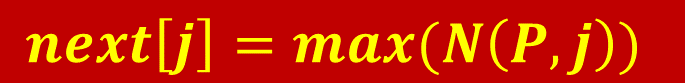 next[j] = max(N(P, j))